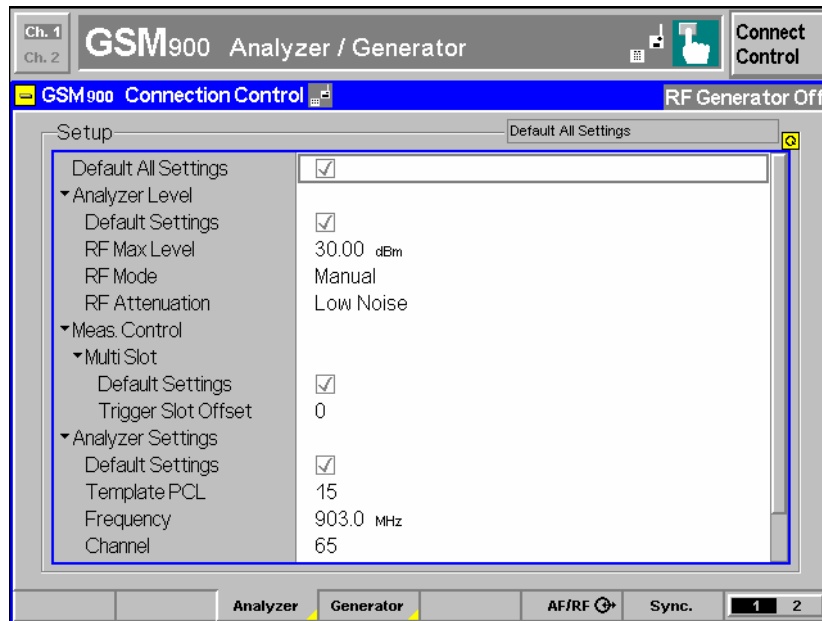 Ch. 1
Ch. 2
GSM900 Analyzer / Generator
Connect
Control
GSM900 Connection Control
RF Generator Off
Setup
Default All Settings
Default All Settings
Analyzer Level
Default Settings
RF Max Level 30.00 dBm
RF Mode Manual
RF Attenuation Low Noise
Meas. Control
Multi Slot
Default Settings
Trigger Slot Offset 0
Analyzer Settings
Default Settings
Template PCL 15
Frequency 903.0 MHz
Channel 65
Analyzer Generator AF/RF Sync. 1 2